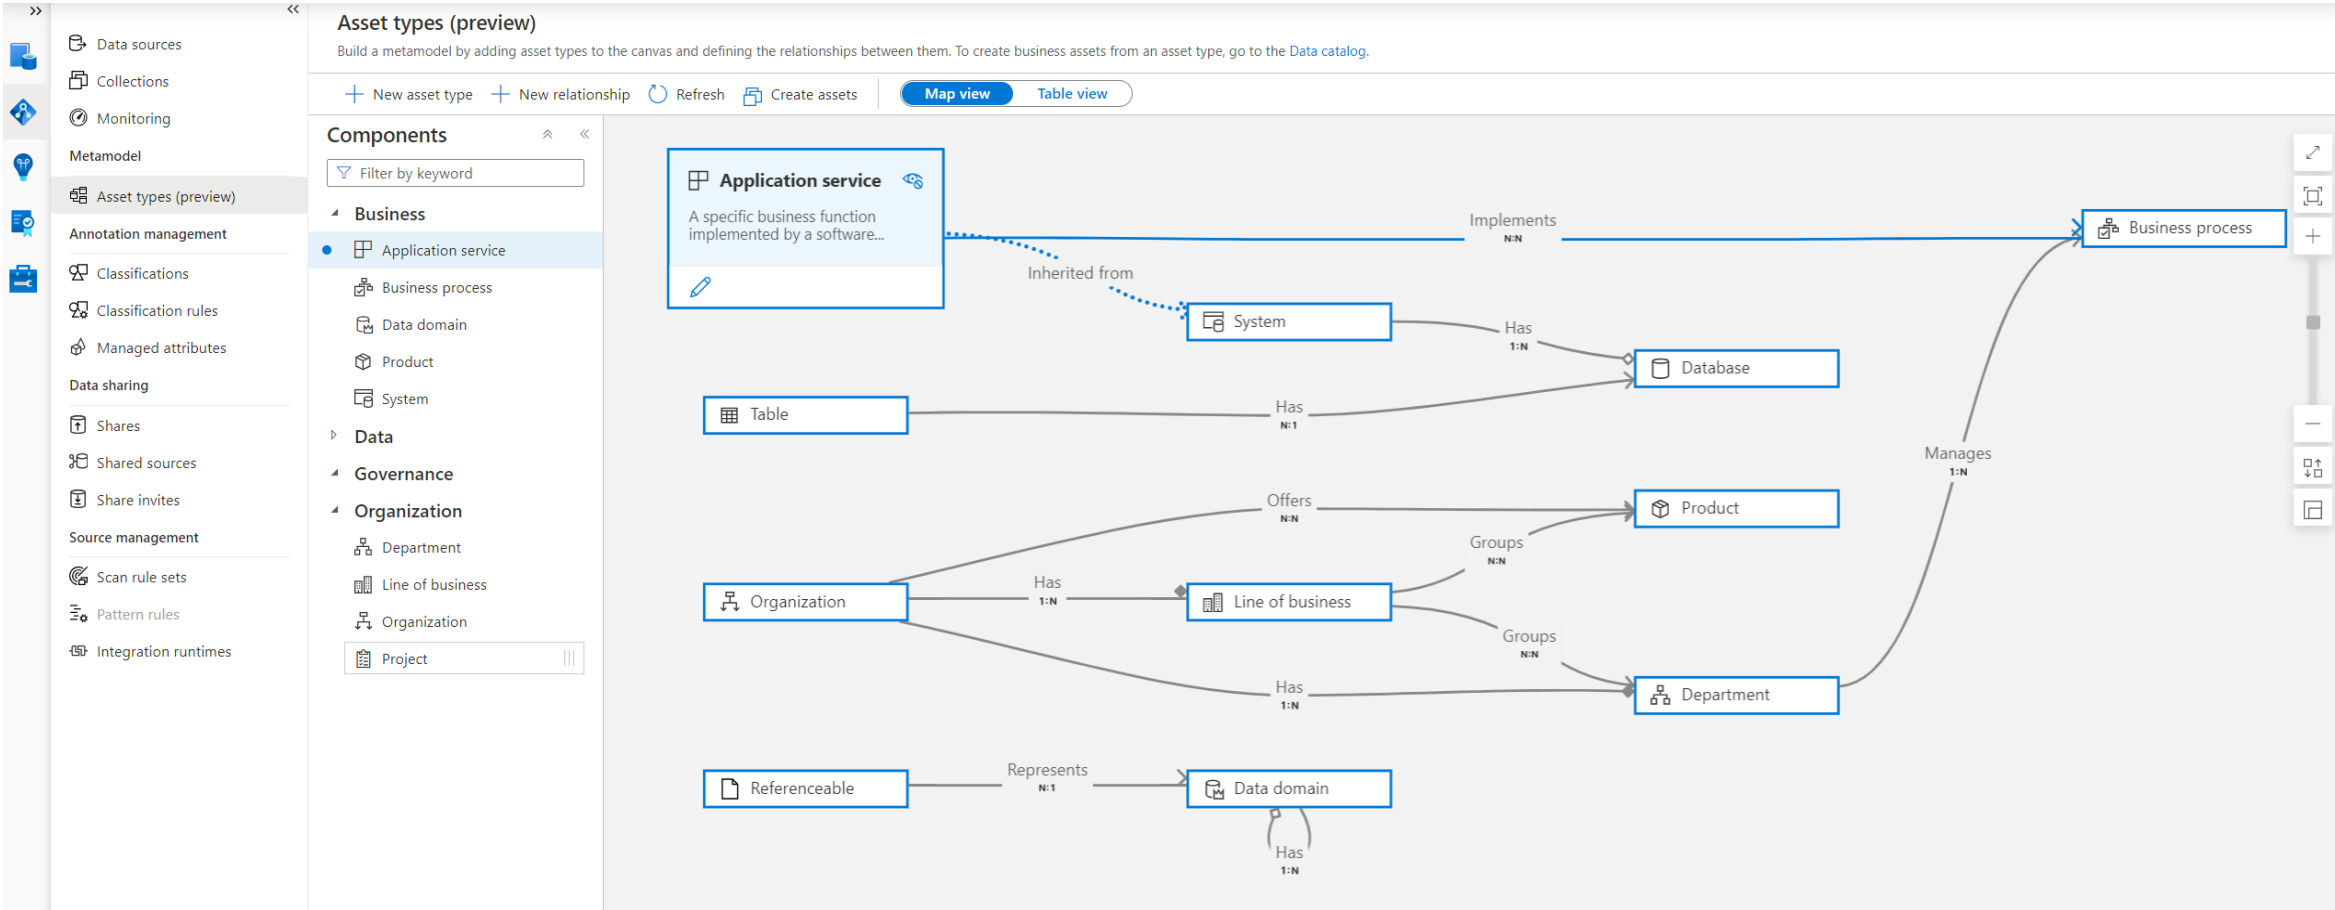 Data sources
Collections
Monitoring
Metamodel
Asset types (preview)
Annotation management
Classifications
Classification rules
Managed attributes
Data sharing
Shares
Shared sources
Share invites
Source management
Scan rule sets
Pattern rules
Integration runtimes
Asset types (preview)
Build a metamodel by adding asset types to the canvas and defining the relationships between them. To create business assets from an asset type, go to the Data catalog.
New asset type
New relationship
Refresh
Create assets
Map view
Table view
Components
Filter by keyword
Business
Application service
Business process
Data domain
Product
System
Data
Governance
Organization
Department
Line of business
Organization
Project
Application service
A specific business function
implemented by a software...
Implements
N:N
Business process
Inherited from
System
Has
1:N
Database
Table
Has
N:1
Manages
1:N
Offers
N:N
Product
Groups
N:N
Organization
Has
1:N
Line of business
Groups
N:N
Has
1:N
Department
Referenceable
Represents
N:1
Data domain
Has
1:N